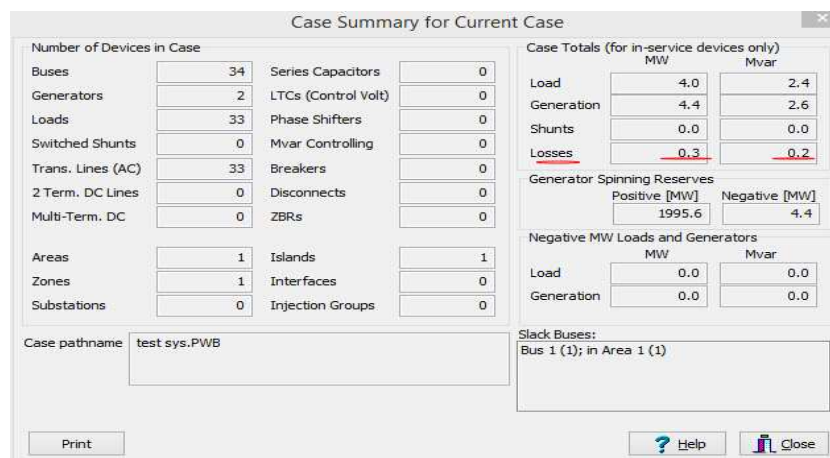 Case Summary for Current Case
Number of Devices in Case
Buses 34 Series Capacitors 0
Generators 2 LTCs (Control Volt) 0
Loads 33 Phase Shifters 0
Switched Shunts 0 Mvar Controlling 0
Trans. Lines (AC) 33 Breakers 0
2 Term. DC Lines 0 Disconnects 0
Multi-Term. DC 0 ZBRs 0
Areas 1 Islands 1
Zones 1 Interfaces 0
Substations 0 Injection Groups 0
Case Totals (for in-service devices only)
MW Mvar
Load 4.0 2.4
Generation 4.4 2.6
Shunts 0.0 0.0
Losses 0.3 0.2
Generator Spinning Reserves
Positive [MW] Negative [MW]
1995.6 4.4
Negative MW Loads and Generators
MW Mvar
Load 0.0 0.0
Generation 0.0 0.0
Case pathname test sys.PWB
Slack Buses:
Bus 1 (1); in Area 1 (1)
Print ? Help Close